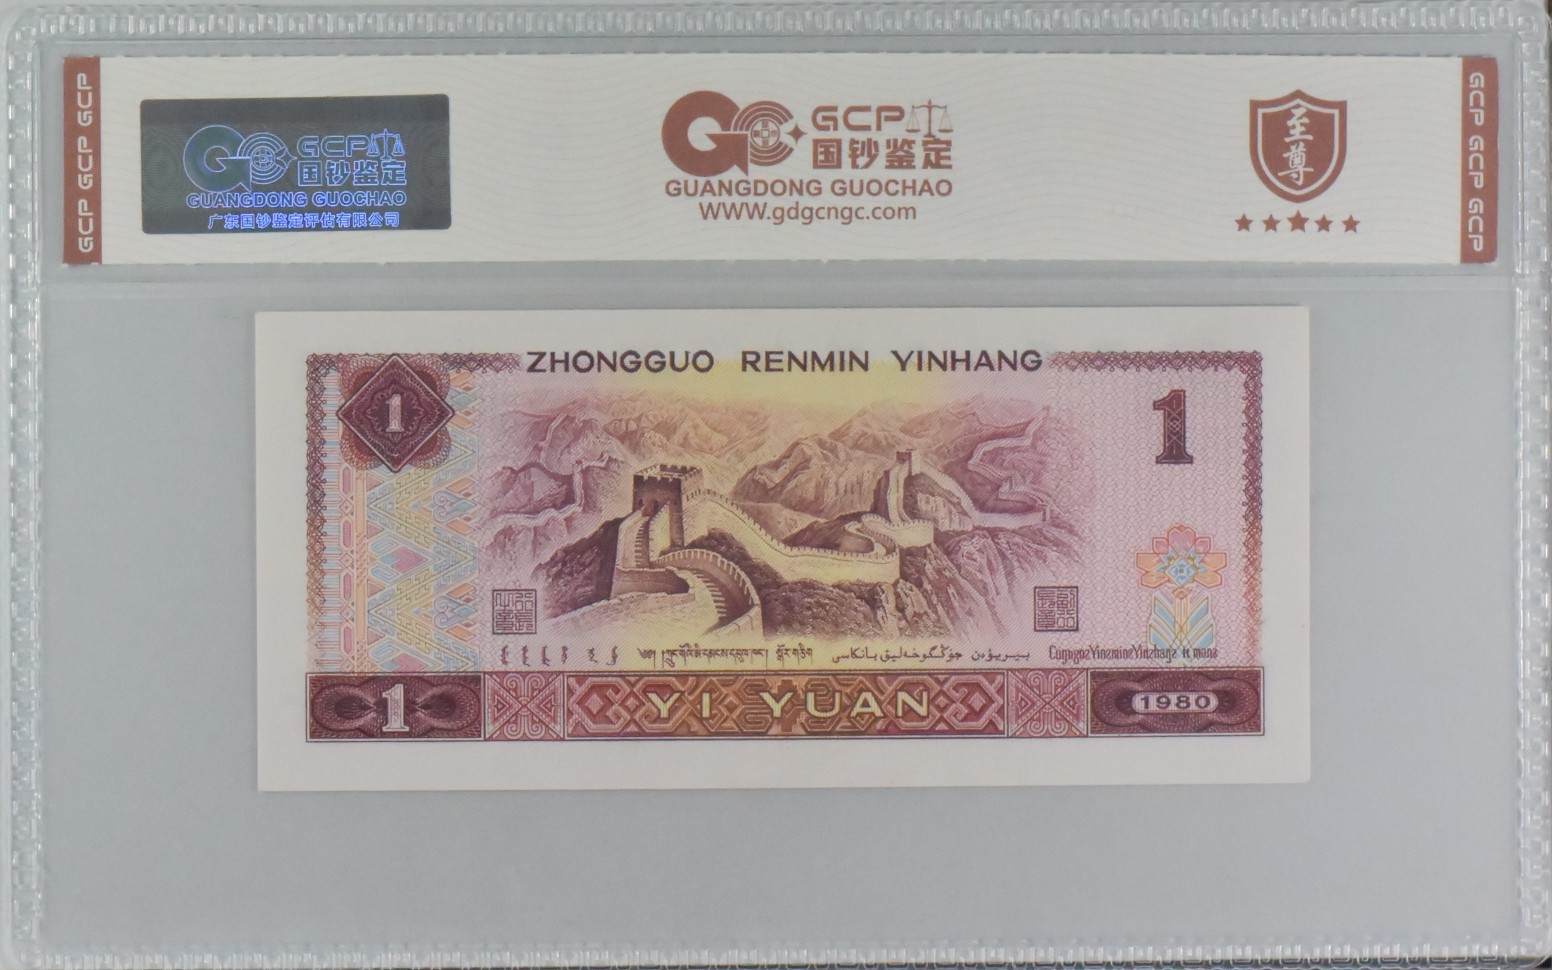 GCP GCP GCP
GCP
国钞鉴定
GUANGDONG GUOCHAO
广东国钞鉴定评估有限公司
GCP
国钞鉴定
GUANGDONG GUOCHAO
WWW.gdgcngc.com
至尊
GCP GCP GCP
ZHONGGUO RENMIN YINHANG
1
1
1
YI YUAN
1980